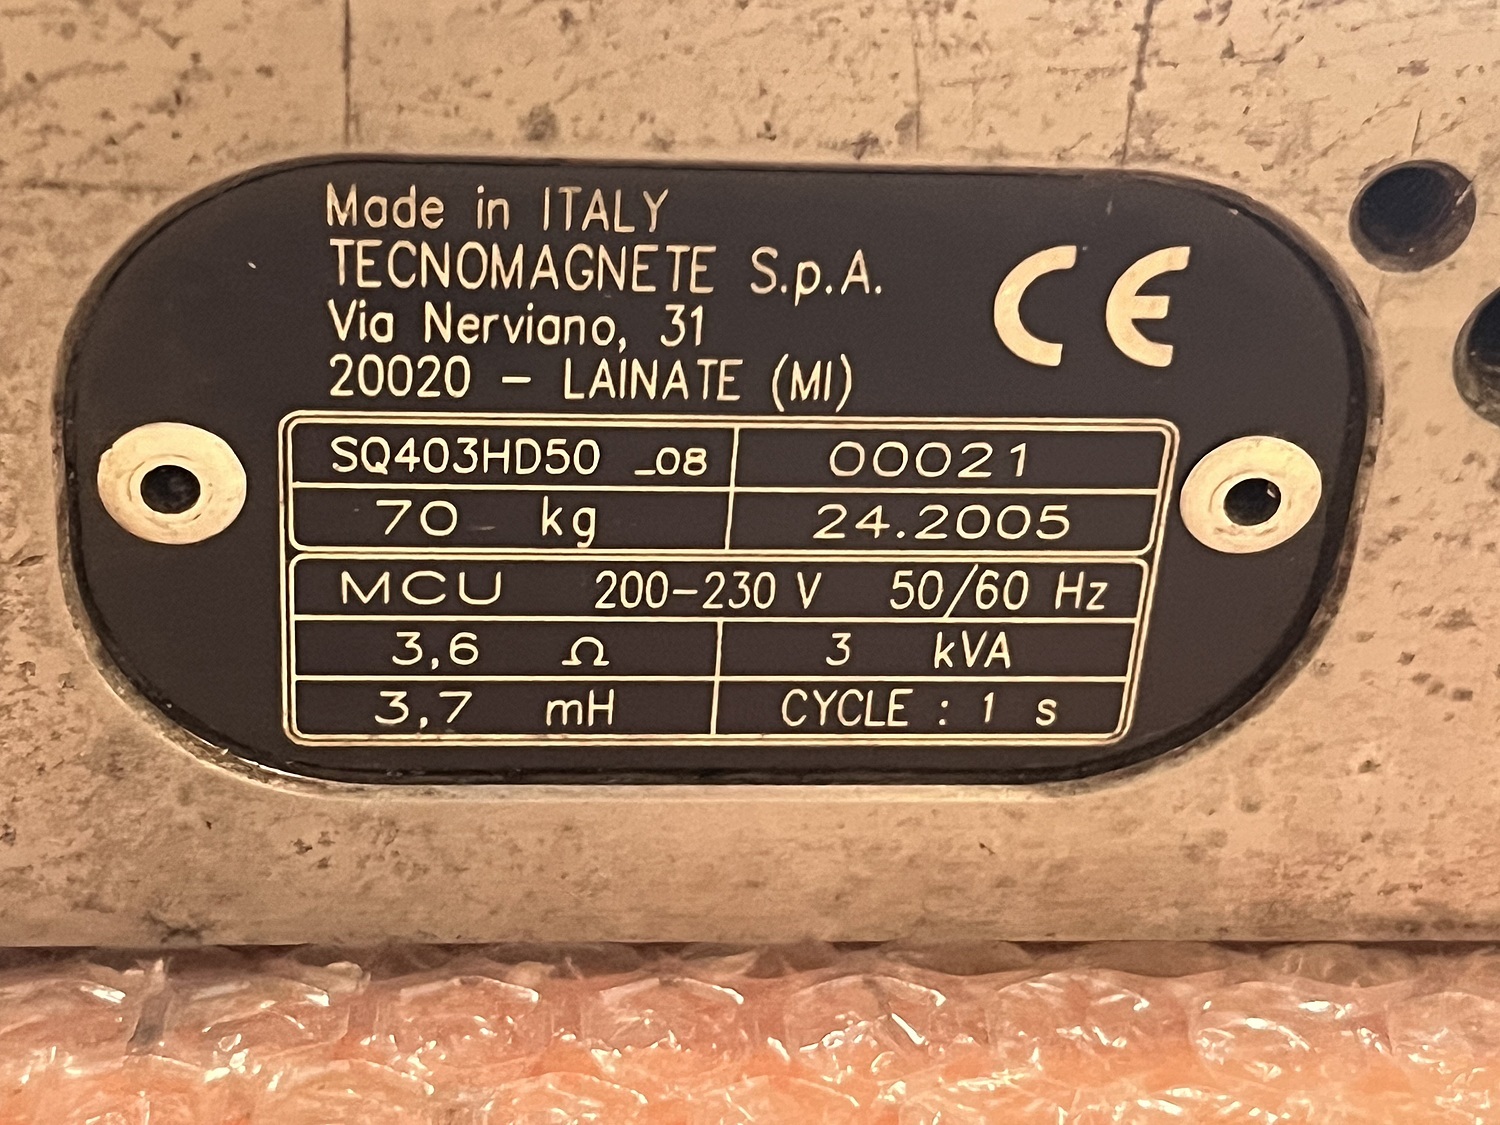 Made in ITALY
TECNOMAGNETE S.p.A.
Via Nerviano, 31
20020 - LAINATE (MI)
CE
SQ403HD50 _08 00021
70 kg 24.2005
MCU 200-230 V 50/60 Hz
3,6 Ω 3 kVA
3,7 mH CYCLE : 1 s